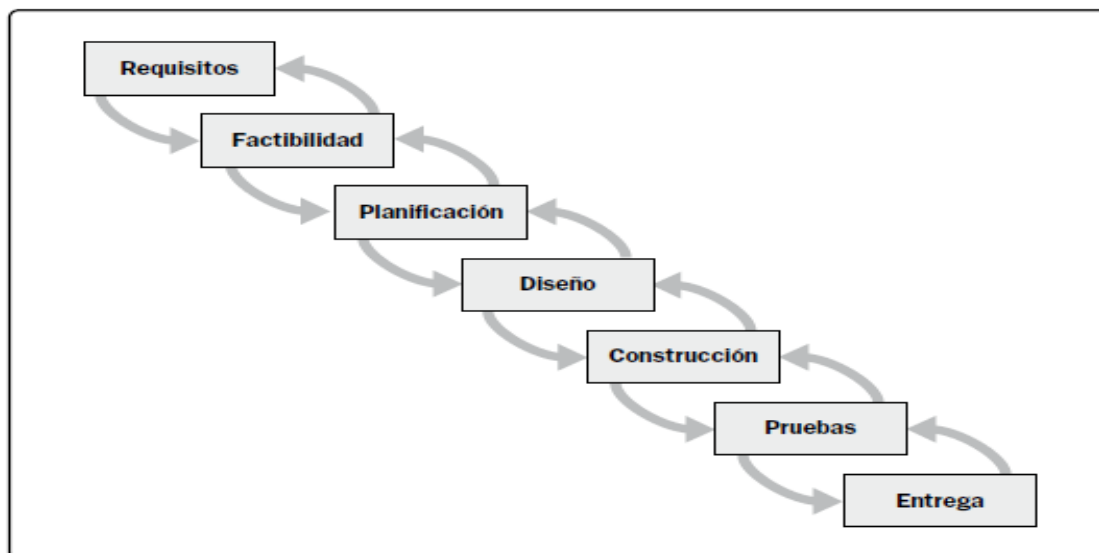 Requisitos
Factibilidad
Planificación
Diseño
Construcción
Pruebas
Entrega